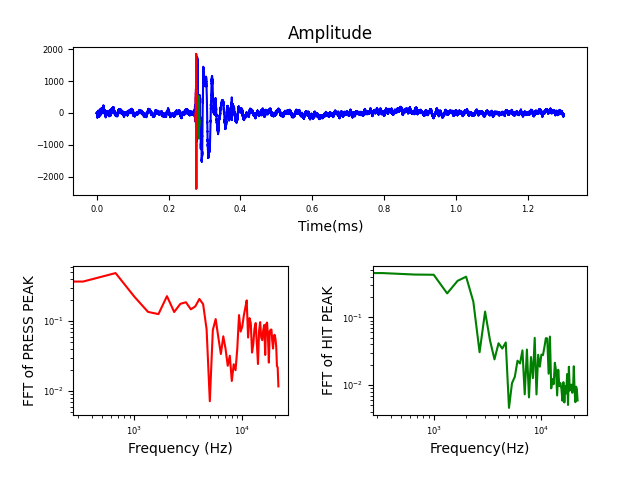 Amplitude
2000
1000
0
−1000
−2000
0.0 0.2 0.4 0.6 0.8 1.0 1.2
Time(ms)
FFT of PRESS PEAK
10⁻¹
10⁻²
10³ 10⁴
Frequency (Hz)
FFT of HIT PEAK
10⁻¹
10⁻²
10³ 10⁴
Frequency(Hz)